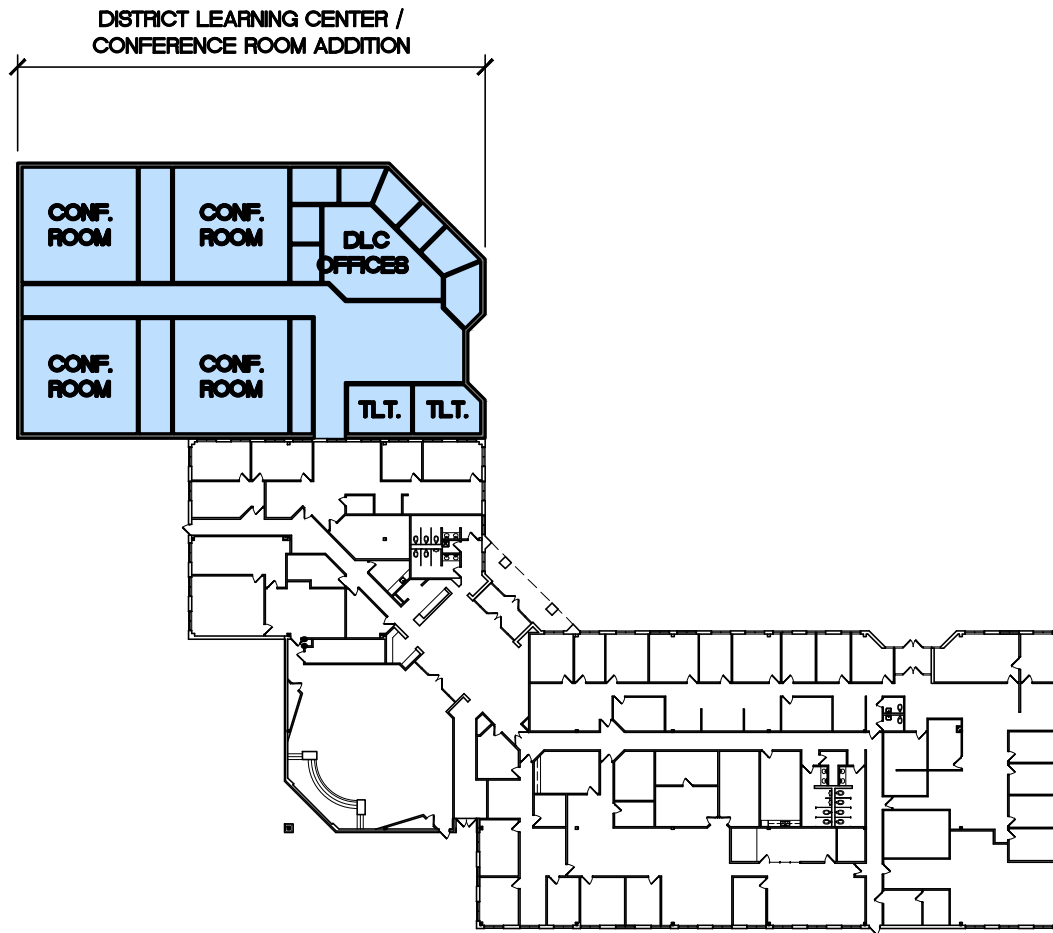 DISTRICT LEARNING CENTER /
CONFERENCE ROOM ADDITION
CONF.
ROOM
CONF.
ROOM
DLC
OFFICES
CONF.
ROOM
CONF.
ROOM
TLT.
TLT.